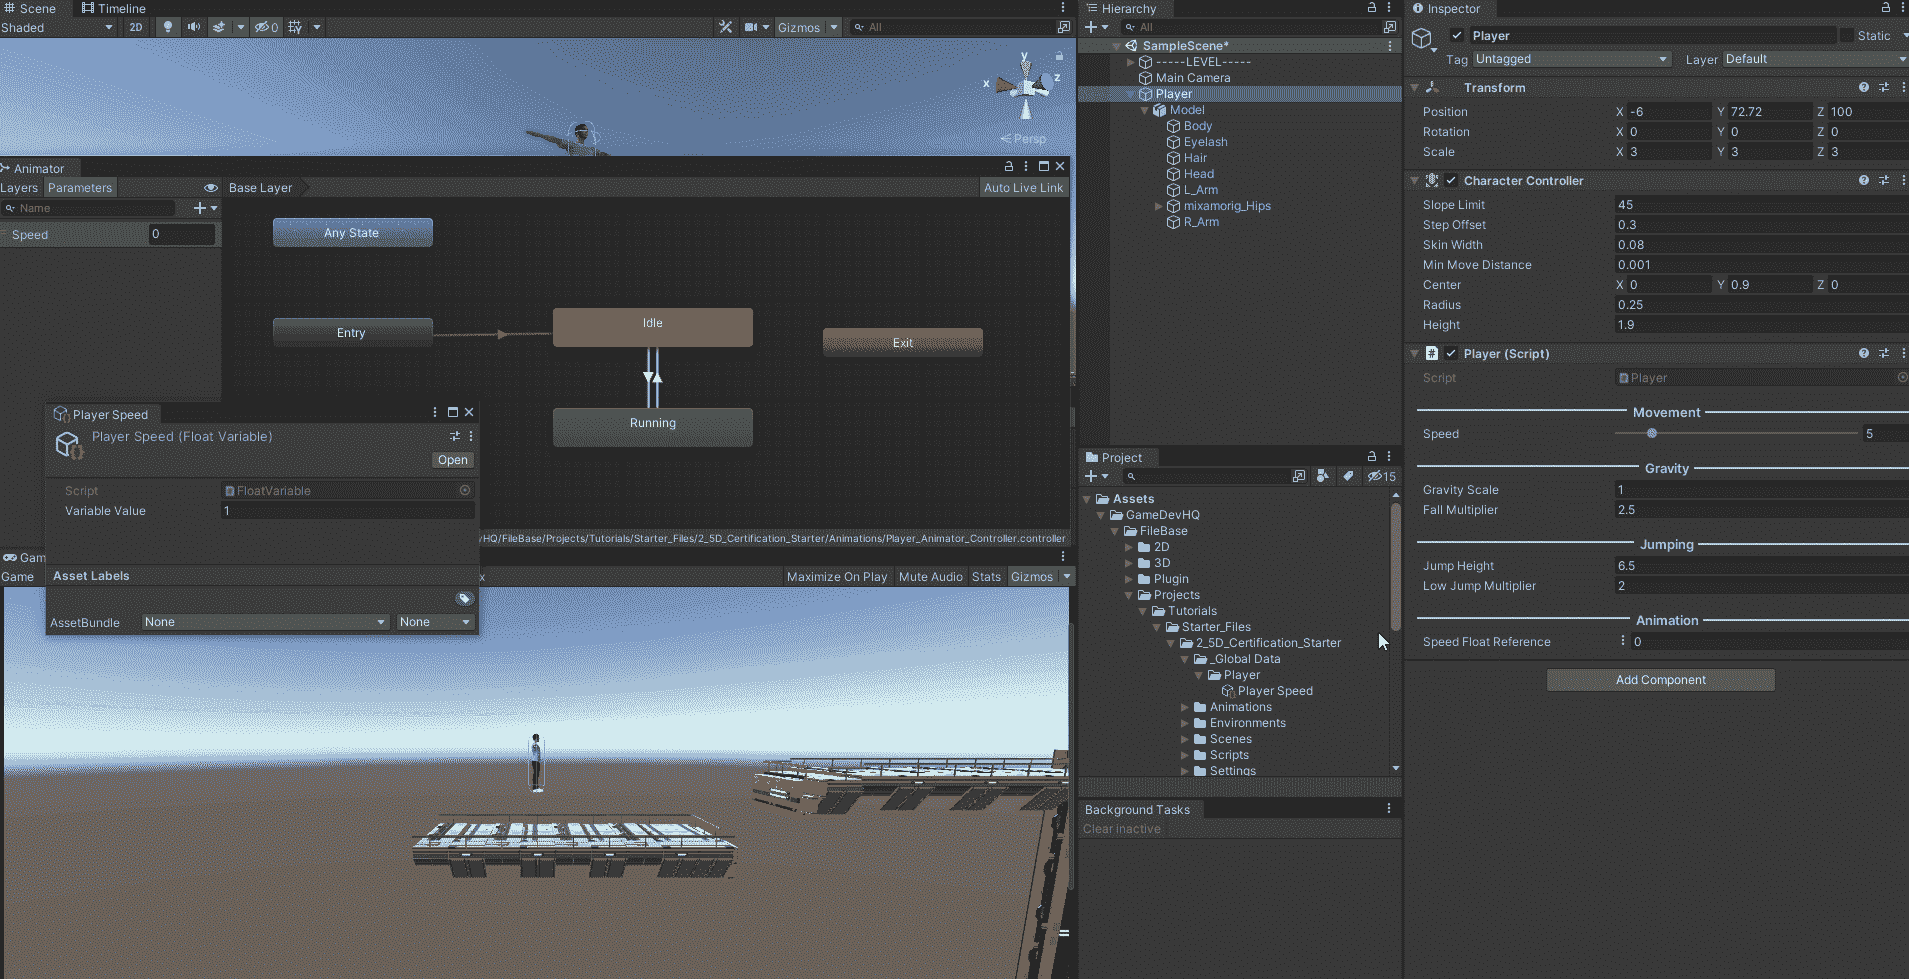 Scene Timeline
Shaded 2D 0 Gizmos All
y
x z
Persp
Animator
Layers Parameters Base Layer Auto Live Link
Name
Speed 0
Any State
Entry
Idle
Exit
Running
Player Speed
Player Speed (Float Variable)
Open
Script FloatVariable
Variable Value 1
HQ/FileBase/Projects/Tutorials/Starter_Files/2_5D_Certification_Starter/Animations/Player_Animator_Controller.controller
Asset Labels
AssetBundle None None
Gam
Game x Maximize On Play Mute Audio Stats Gizmos
Hierarchy
All
SampleScene*
-----LEVEL-----
Main Camera
Player
Model
Body
Eyelash
Hair
Head
L_Arm
mixamorig_Hips
R_Arm
Project
15
Assets
GameDevHQ
FileBase
2D
3D
Plugin
Projects
Tutorials
Starter_Files
2_5D_Certification_Starter
_Global Data
Player
Player Speed
Animations
Environments
Scenes
Scripts
Settings
Background Tasks
Clear inactive
Inspector
Player Static
Tag Untagged Layer Default
Transform
Position X -6 Y 72.72 Z 100
Rotation X 0 Y 0 Z 0
Scale X 3 Y 3 Z 3
Character Controller
Slope Limit 45
Step Offset 0.3
Skin Width 0.08
Min Move Distance 0.001
Center X 0 Y 0.9 Z 0
Radius 0.25
Height 1.9
# Player (Script)
Script Player
Movement
Speed 5
Gravity
Gravity Scale 1
Fall Multiplier 2.5
Jumping
Jump Height 6.5
Low Jump Multiplier 2
Animation
Speed Float Reference 0
Add Component